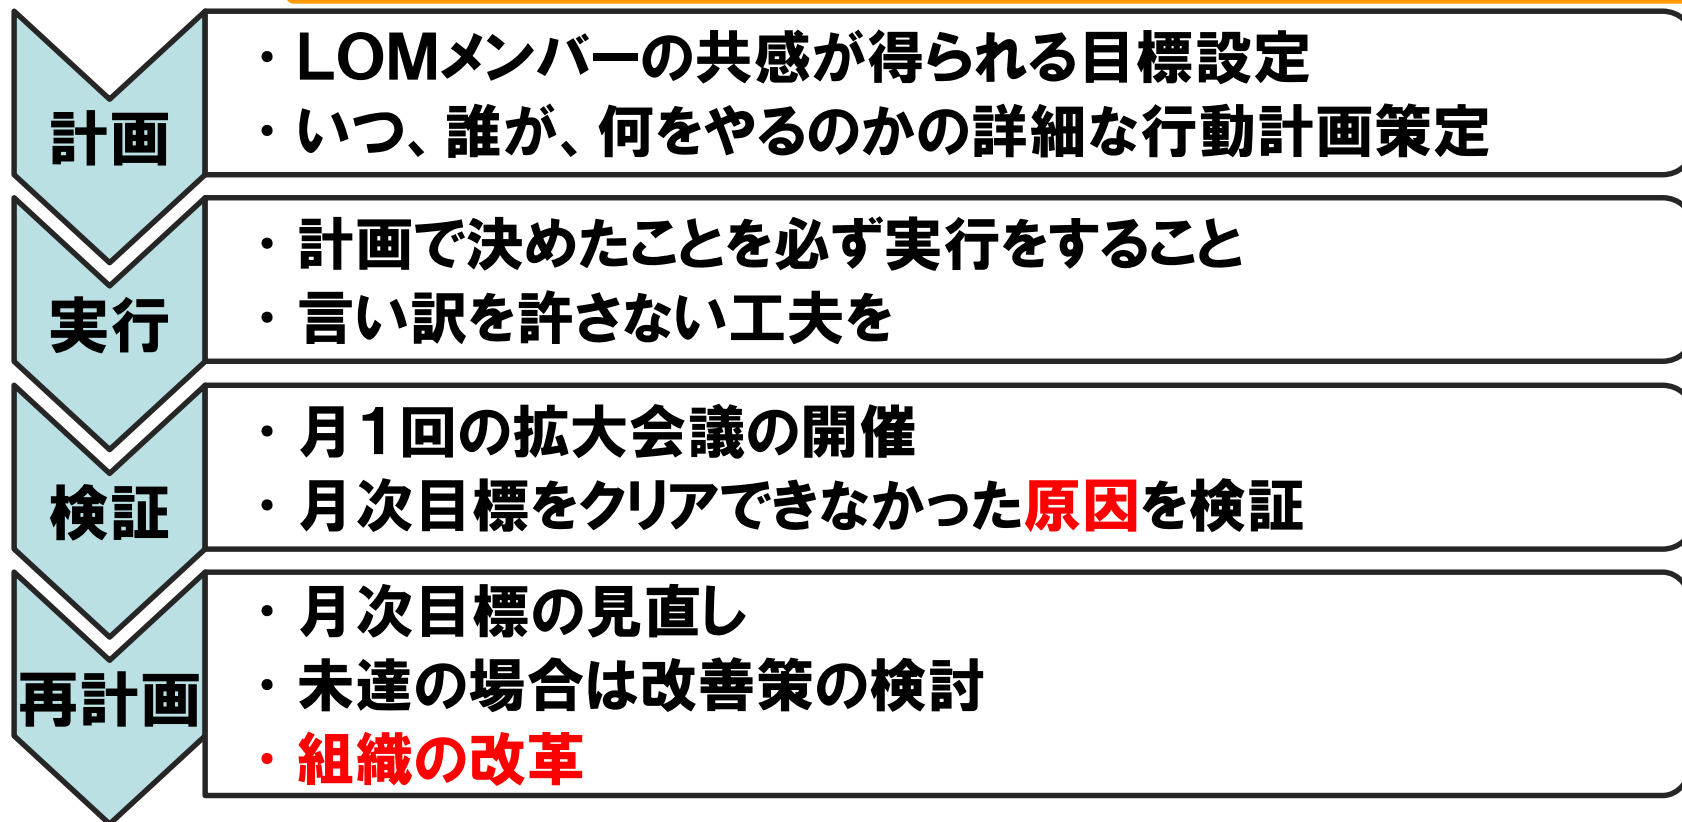 計画
・LOMメンバーの共感が得られる目標設定
・いつ、誰が、何をやるのかの詳細な行動計画策定
実行
・計画で決めたことを必ず実行をすること
・言い訳を許さない工夫を
検証
・月1回の拡大会議の開催
・月次目標をクリアできなかった原因を検証
再計画
・月次目標の見直し
・未達の場合は改善策の検討
・組織の改革